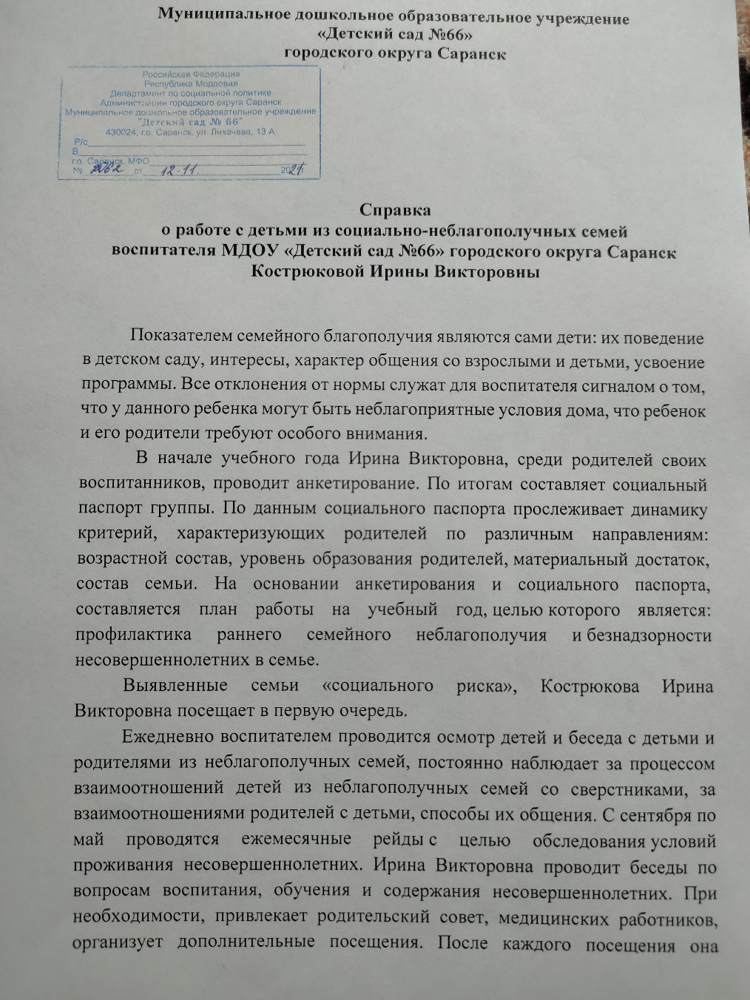 Муниципальное дошкольное образовательное учреждение
«Детский сад №66»
городского округа Саранск
Российская Федерация
Республика Мордовия
Департамент по социальной политике
Администрации городского округа Саранск
Муниципальное дошкольное образовательное учреждение
"Детский сад № 66"
430024, г.о. Саранск, ул. Лихачева, 13 А
Р/с
В
г.о. Саранск, МФО
№ 2062 от 12.11. 2021г
Справка
о работе с детьми из социально-неблагополучных семей
воспитателя МДОУ «Детский сад №66» городского округа Саранск
Кострюковой Ирины Викторовны
Показателем семейного благополучия являются сами дети: их поведение
в детском саду, интересы, характер общения со взрослыми и детьми, усвоение
программы. Все отклонения от нормы служат для воспитателя сигналом о том,
что у данного ребенка могут быть неблагоприятные условия дома, что ребенок
и его родители требуют особого внимания.
В начале учебного года Ирина Викторовна, среди родителей своих
воспитанников, проводит анкетирование. По итогам составляет социальный
паспорт группы. По данным социального паспорта прослеживает динамику
критерий, характеризующих родителей по различным направлениям:
возрастной состав, уровень образования родителей, материальный достаток,
состав семьи. На основании анкетирования и социального паспорта,
составляется план работы на учебный год, целью которого является:
профилактика раннего семейного неблагополучия и безнадзорности
несовершеннолетних в семье.
Выявленные семьи «социального риска», Кострюкова Ирина
Викторовна посещает в первую очередь.
Ежедневно воспитателем проводится осмотр детей и беседа с детьми и
родителями из неблагополучных семей, постоянно наблюдает за процессом
взаимоотношений детей из неблагополучных семей со сверстниками, за
взаимоотношениями родителей с детьми, способы их общения. С сентября по
май проводятся ежемесячные рейды с целью обследования условий
проживания несовершеннолетних. Ирина Викторовна проводит беседы по
вопросам воспитания, обучения и содержания несовершеннолетних. При
необходимости, привлекает родительский совет, медицинских работников,
организует дополнительные посещения. После каждого посещения она